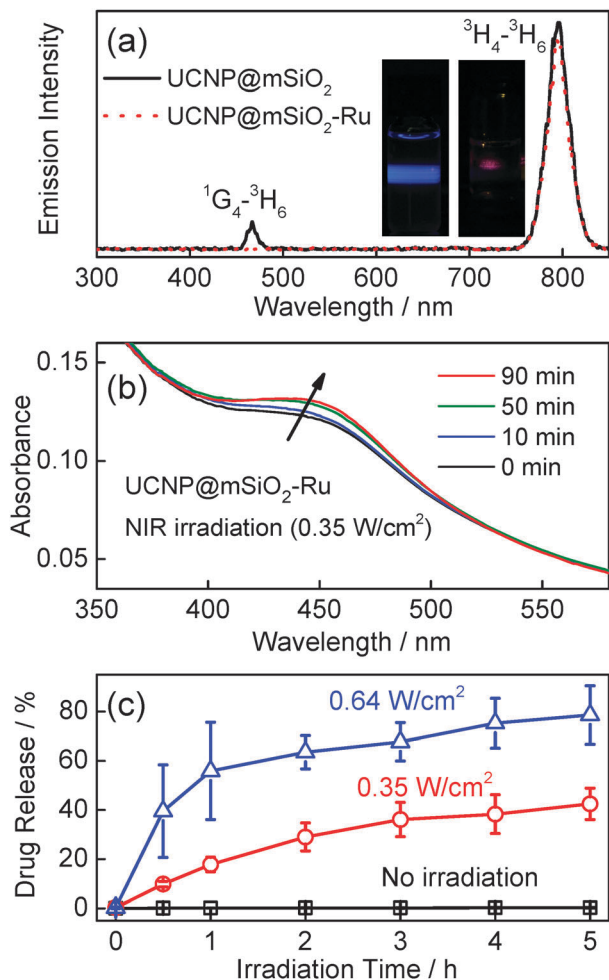 (a)
³H₄-³H₆
UCNP@mSiO₂
UCNP@mSiO₂-Ru
¹G₄-³H₆
Emission Intensity
300 400 500 600 700 800
Wavelength / nm
(b)
0.15
0.10
0.05
90 min
50 min
10 min
0 min
UCNP@mSiO₂-Ru
NIR irradiation (0.35 W/cm²)
Absorbance
350 400 450 500 550
Wavelength / nm
(c)
80
60
40
20
0
0.64 W/cm²
0.35 W/cm²
No irradiation
Drug Release / %
0 1 2 3 4 5
Irradiation Time / h